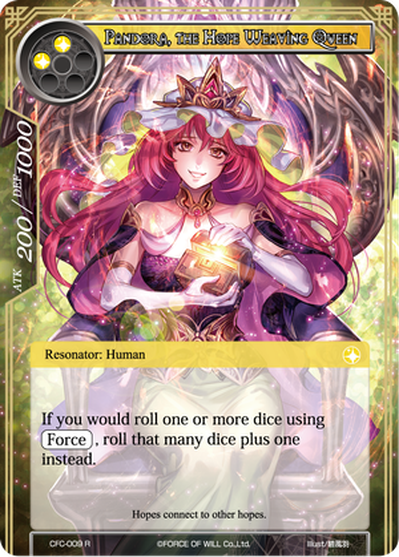 Pandora, the Hope Weaving Queen
ATK 200 / DEF 1000
Resonator: Human
If you would roll one or more dice using
Force , roll that many dice plus one
instead.
Hopes connect to other hopes.
CFC-009 R ©FORCE OF WILL Co.,Ltd. Illust/